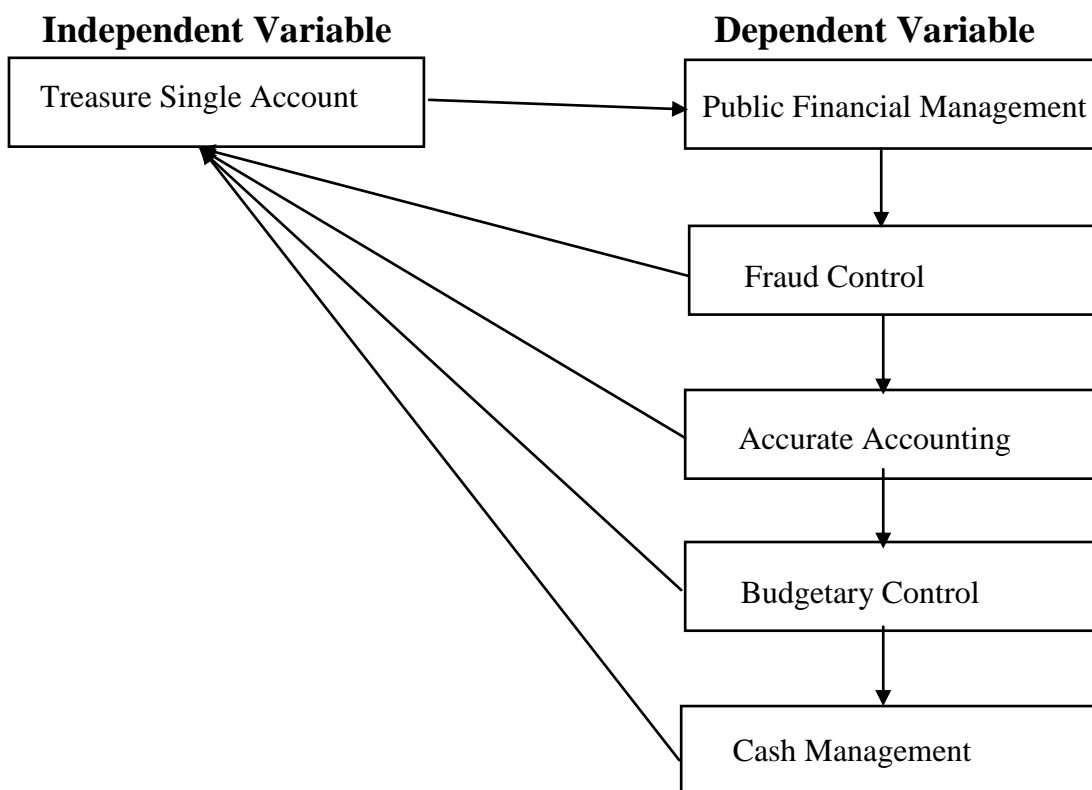 Independent Variable
Dependent Variable
Treasure Single Account
Public Financial Management
Fraud Control
Accurate Accounting
Budgetary Control
Cash Management